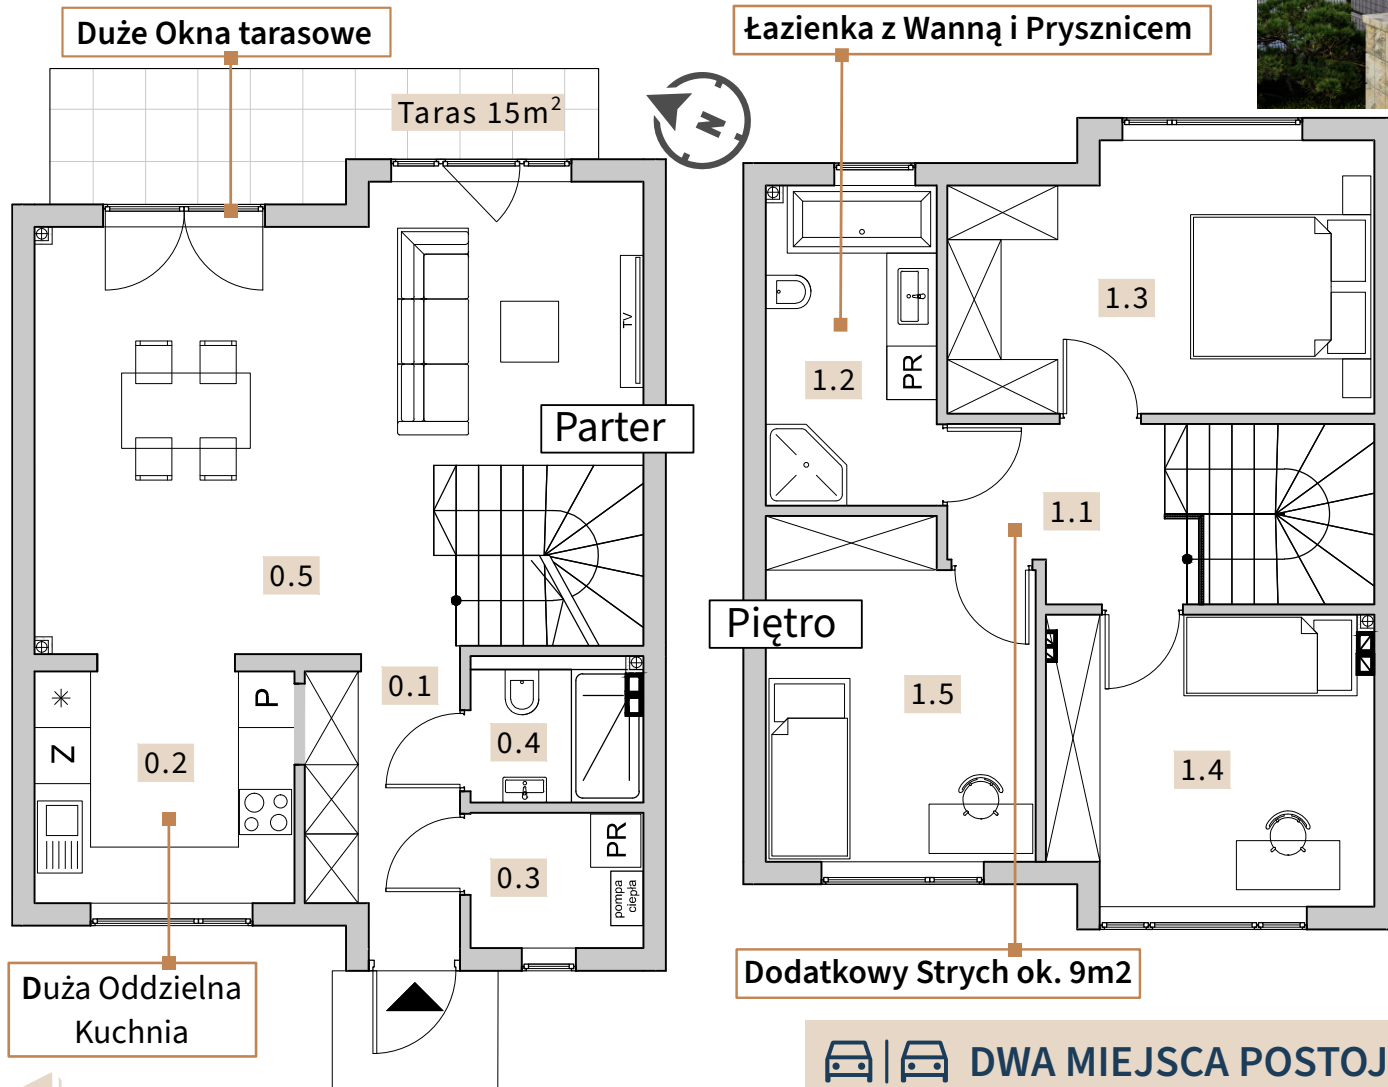 Duże Okna tarasowe
Łazienka z Wanną i Prysznicem
Taras 15m²
N
TV
Parter
0.5
0.1
P
Z
0.2
0.4
0.3
PR
pompa
ciepła
Duża Oddzielna
Kuchnia
1.3
1.2
PR
1.1
Piętro
1.5
1.4
Dodatkowy Strych ok. 9m2
DWA MIEJSCA POSTOJ